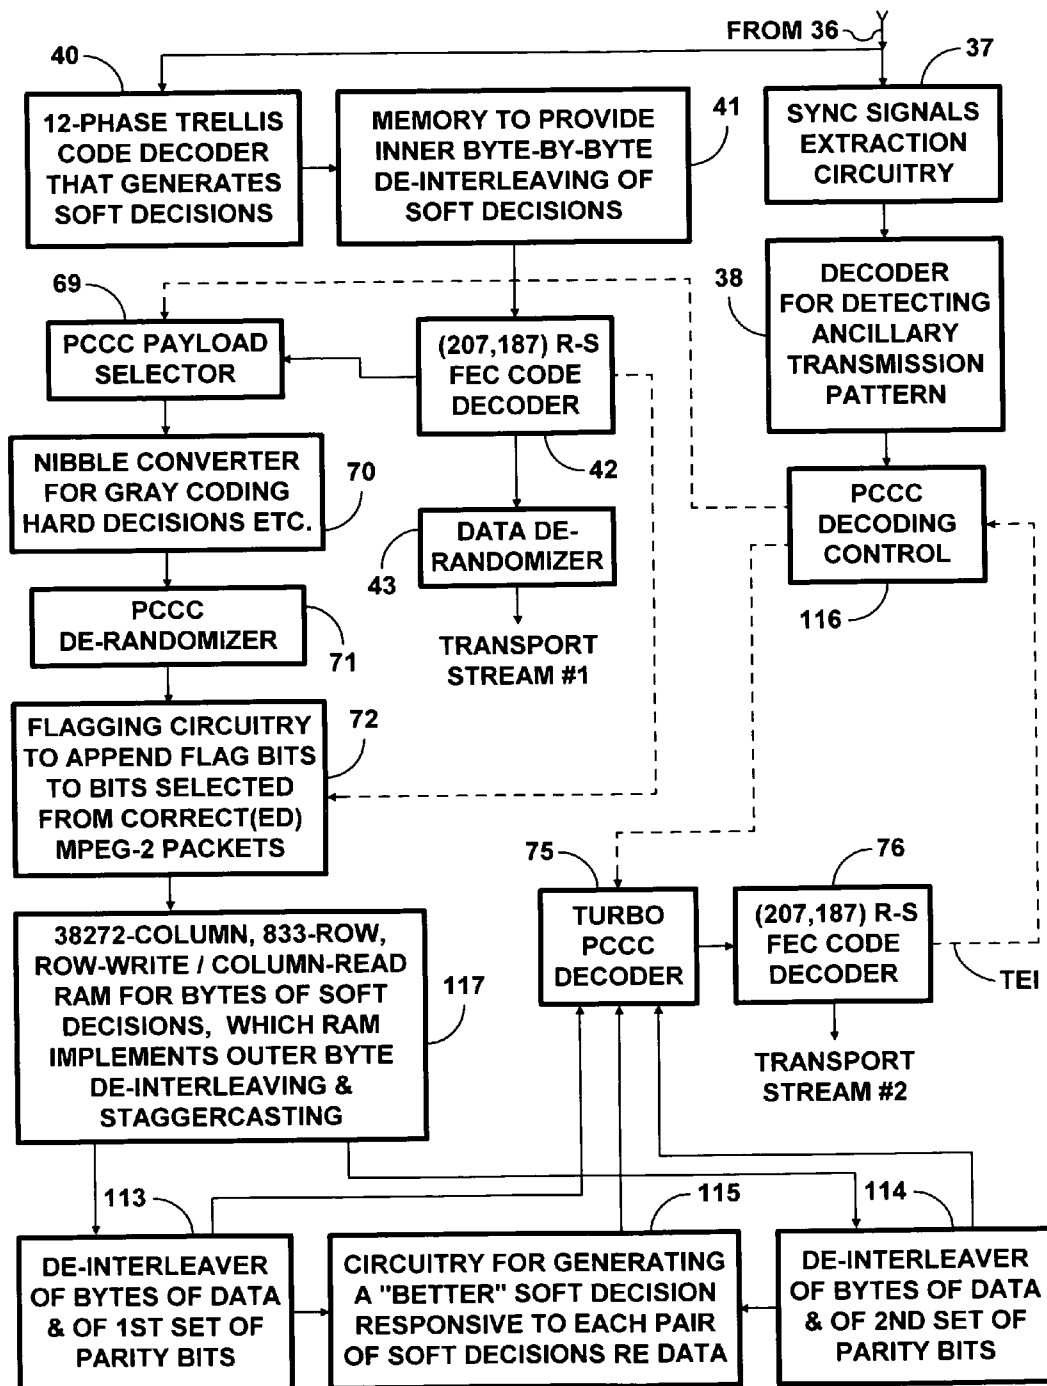 FROM 36
40
37
12-PHASE TRELLIS
CODE DECODER
THAT GENERATES
SOFT DECISIONS
MEMORY TO PROVIDE
INNER BYTE-BY-BYTE
DE-INTERLEAVING OF
SOFT DECISIONS
41
SYNC SIGNALS
EXTRACTION
CIRCUITRY
69
PCCC PAYLOAD
SELECTOR
(207,187) R-S
FEC CODE
DECODER
42
38
DECODER
FOR DETECTING
ANCILLARY
TRANSMISSION
PATTERN
NIBBLE CONVERTER
FOR GRAY CODING
HARD DECISIONS ETC.
70
DATA DE-
RANDOMIZER
43
PCCC
DECODING
CONTROL
116
PCCC
DE-RANDOMIZER
71
TRANSPORT
STREAM #1
FLAGGING CIRCUITRY
TO APPEND FLAG BITS
TO BITS SELECTED
FROM CORRECT(ED)
MPEG-2 PACKETS
72
75
76
TURBO
PCCC
DECODER
(207,187) R-S
FEC CODE
DECODER
TEI
38272-COLUMN, 833-ROW,
ROW-WRITE / COLUMN-READ
RAM FOR BYTES OF SOFT
DECISIONS, WHICH RAM
IMPLEMENTS OUTER BYTE
DE-INTERLEAVING &
STAGGERCASTING
117
TRANSPORT
STREAM #2
113
115
114
DE-INTERLEAVER
OF BYTES OF DATA
& OF 1ST SET OF
PARITY BITS
CIRCUITRY FOR GENERATING
A "BETTER" SOFT DECISION
RESPONSIVE TO EACH PAIR
OF SOFT DECISIONS RE DATA
DE-INTERLEAVER
OF BYTES OF DATA
& OF 2ND SET OF
PARITY BITS